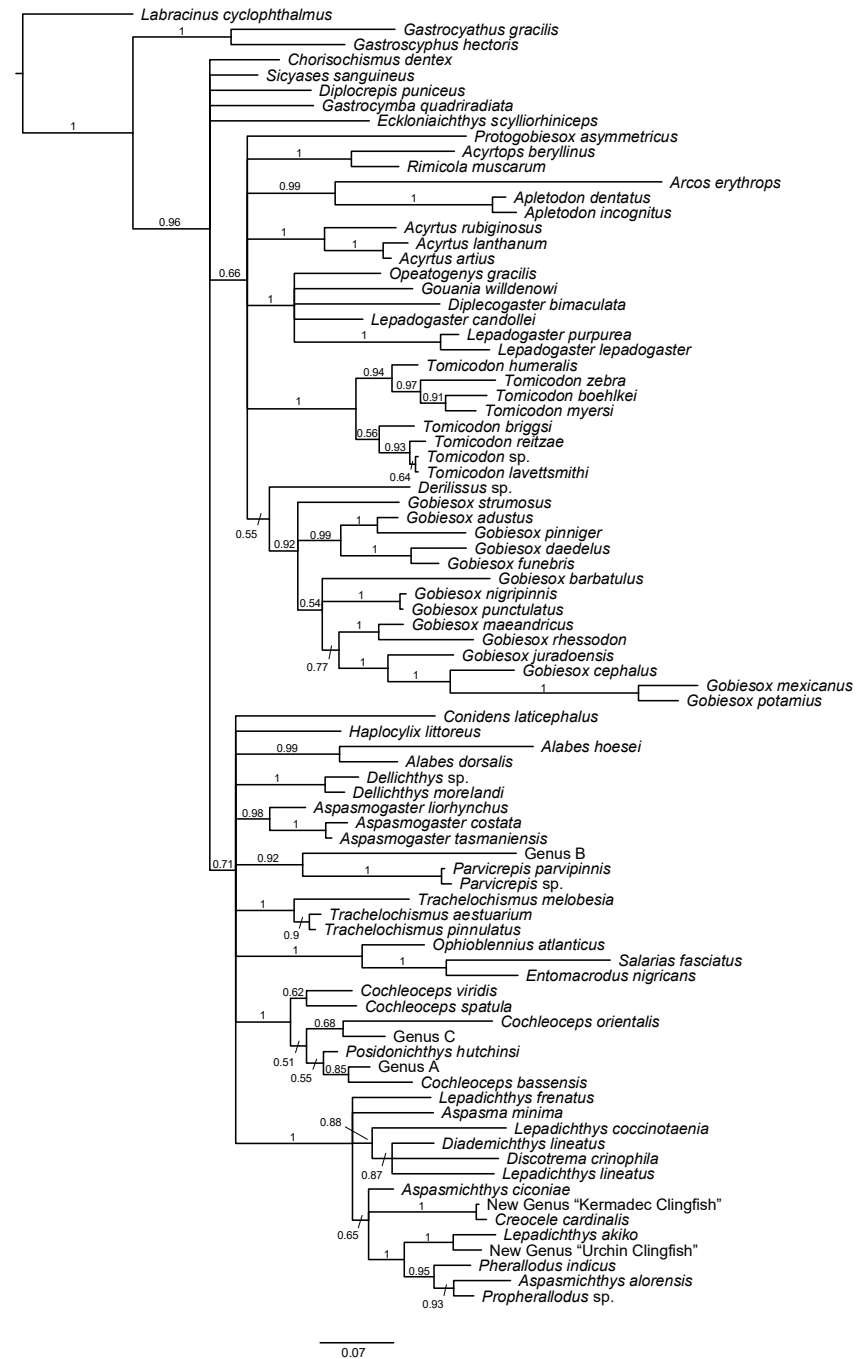 Labracinus cyclophthalmus
1
Gastrocyathus gracilis
Gastroscyphus hectoris
Chorisochismus dentex
Sicyases sanguineus
Diplocrepis puniceus
Gastrocymba quadriradiata
1
Eckloniaichthys scylliorhiniceps
Protogobiesox asymmetricus
1
Acyrtops beryllinus
Rimicola muscarum
0.99
Arcos erythrops
1
Apletodon dentatus
Apletodon incognitus
0.96
1
Acyrtus rubiginosus
1
Acyrtus lanthanum
Acyrtus artius
0.66
Opeatogenys gracilis
Gouania willdenowi
1
Diplecogaster bimaculata
Lepadogaster candollei
1
Lepadogaster purpurea
Lepadogaster lepadogaster
0.94
Tomicodon humeralis
0.97
Tomicodon zebra
0.91
Tomicodon boehlkei
1
Tomicodon myersi
0.56
Tomicodon briggsi
0.93
Tomicodon reitzae
Tomicodon sp.
0.64
Tomicodon lavettsmithi
Derilissus sp.
0.55
Gobiesox strumosus
1
Gobiesox adustus
0.92
0.99
Gobiesox pinniger
1
Gobiesox daedelus
Gobiesox funebris
Gobiesox barbatulus
0.54
1
Gobiesox nigripinnis
Gobiesox punctulatus
1
Gobiesox maeandricus
Gobiesox rhessodon
0.77
1
Gobiesox juradoensis
1
Gobiesox cephalus
1
Gobiesox mexicanus
Gobiesox potamius
Conidens laticephalus
Haplocylix littoreus
0.99
Alabes hoesei
Alabes dorsalis
1
Dellichthys sp.
Dellichthys morelandi
0.98
Aspasmogaster liorhynchus
1
Aspasmogaster costata
Aspasmogaster tasmaniensis
0.71
0.92
Genus B
1
Parvicrepis parvipinnis
Parvicrepis sp.
1
Trachelochismus melobesia
Trachelochismus aestuarium
0.9
Trachelochismus pinnulatus
1
Ophioblennius atlanticus
1
Salarias fasciatus
Entomacrodus nigricans
0.62
Cochleoceps viridis
Cochleoceps spatula
1
0.68
Cochleoceps orientalis
Genus C
0.51
Posidonichthys hutchinsi
0.55
0.85
Genus A
Cochleoceps bassensis
Lepadichthys frenatus
Aspasma minima
0.88
Lepadichthys coccinotaenia
1
Diademichthys lineatus
Discotrema crinophila
0.87
Lepadichthys lineatus
Aspasmichthys ciconiae
1
New Genus “Kermadec Clingfish”
Creocele cardinalis
0.65
1
Lepadichthys akiko
1
New Genus “Urchin Clingfish”
0.95
Pherallodus indicus
Aspasmichthys alorensis
0.93
Propherallodus sp.
0.07